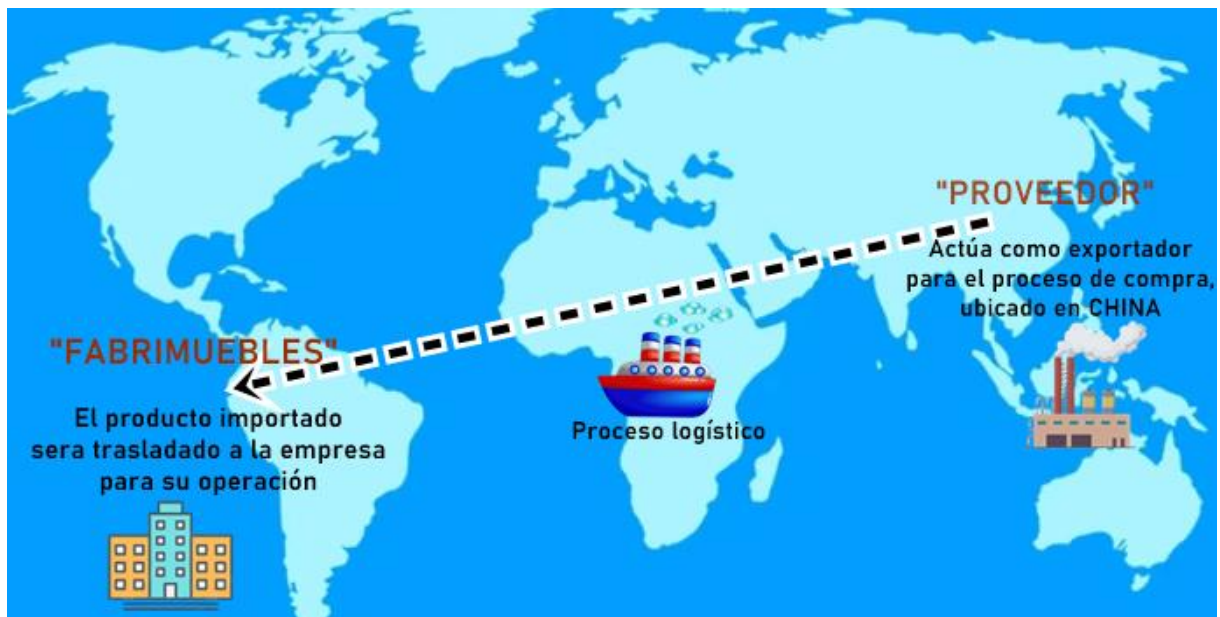 "PROVEEDOR"
Actúa como exportador
para el proceso de compra,
ubicado en CHINA
"FABRIMUEBLES"
El producto importado
sera trasladado a la empresa
para su operación
Proceso logístico